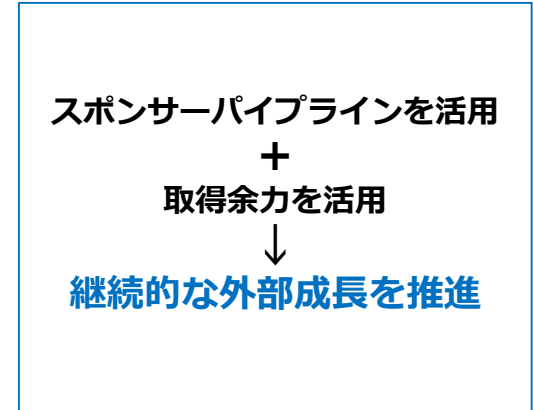 スポンサーパイプラインを活用
＋
取得余力を活用
↓
継続的な外部成長を推進